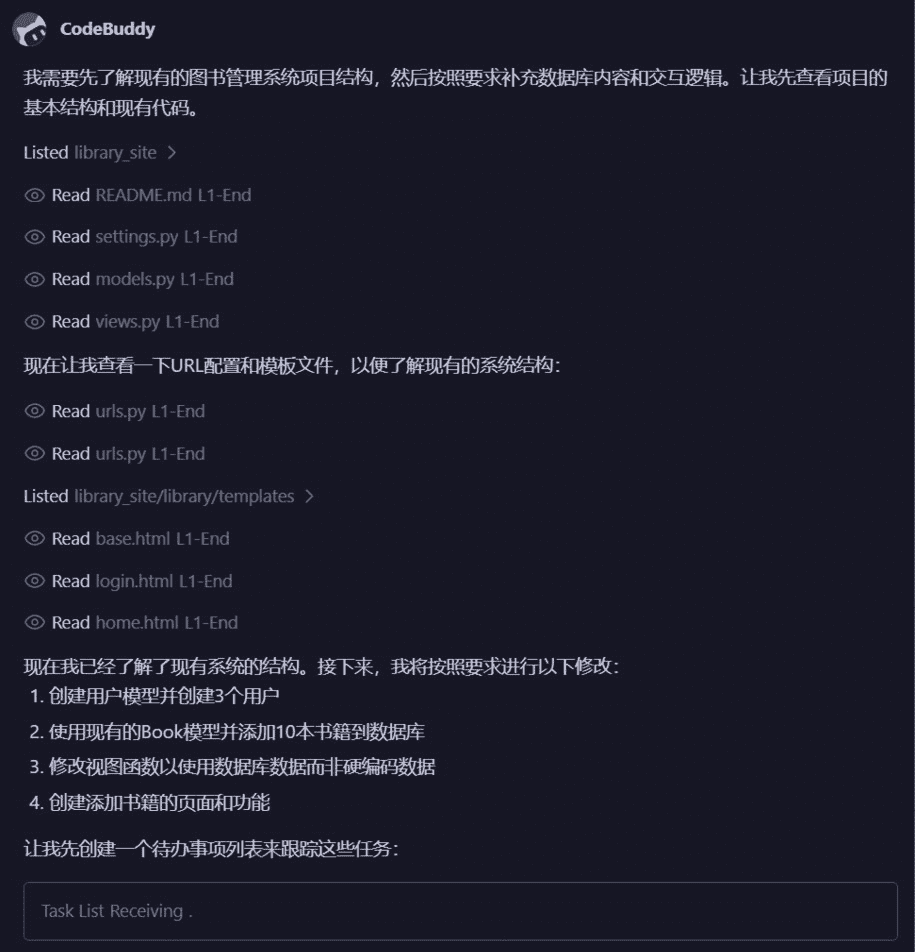 CodeBuddy
我需要先了解现有的图书管理系统项目结构，然后按照要求补充数据库内容和交互逻辑。让我先查看项目的
基本结构和现有代码。
Listed library_site >
Read README.md L1-End
Read settings.py L1-End
Read models.py L1-End
Read views.py L1-End
现在让我查看一下URL配置和模板文件，以便了解现有的系统结构：
Read urls.py L1-End
Read urls.py L1-End
Listed library_site/library/templates >
Read base.html L1-End
Read login.html L1-End
Read home.html L1-End
现在我已经了解了现有系统的结构。接下来，我将按照要求进行以下修改：
1. 创建用户模型并创建3个用户
2. 使用现有的Book模型并添加10本书籍到数据库
3. 修改视图函数以使用数据库数据而非硬编码数据
4. 创建添加书籍的页面和功能
让我先创建一个待办事项列表来跟踪这些任务：
Task List Receiving .